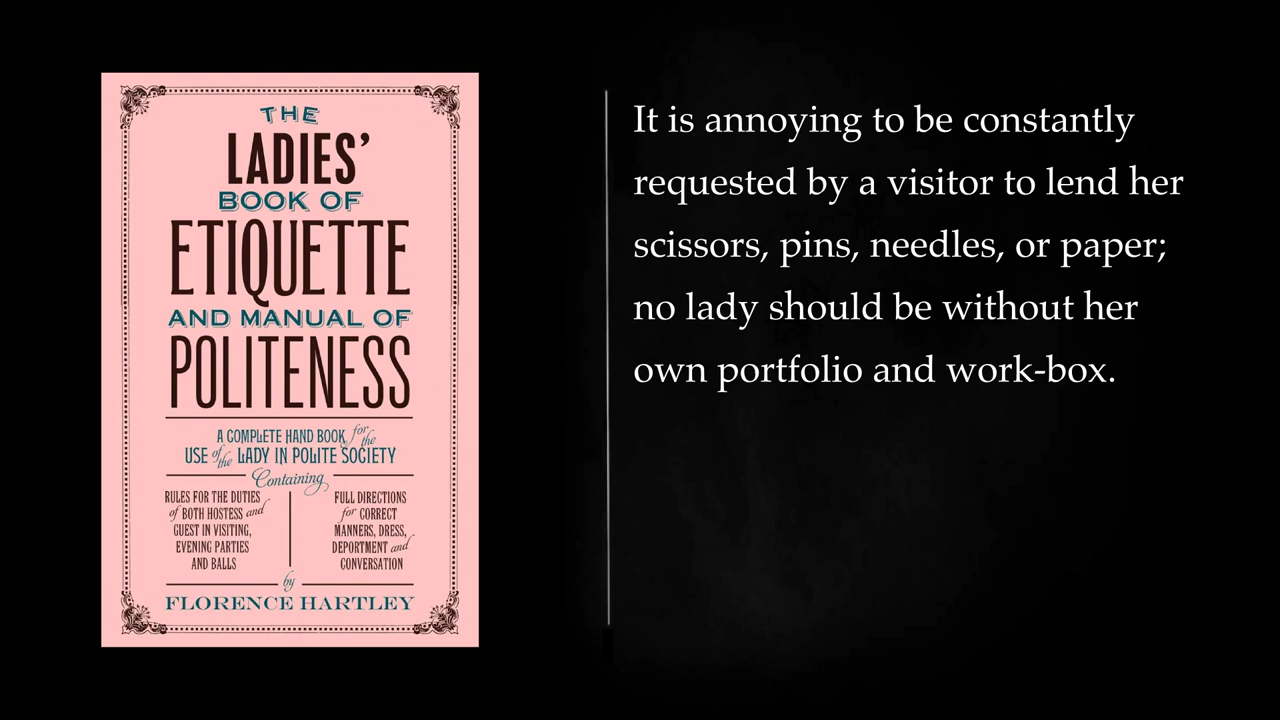 THE
LADIES’
BOOK OF
ETIQUETTE
AND MANUAL OF
POLITENESS
A COMPLETE HAND BOOK for the
USE of the LADY IN POLITE SOCIETY
Containing
RULES FOR THE DUTIES
of BOTH HOSTESS and
GUEST IN VISITING,
EVENING PARTIES
AND BALLS
FULL DIRECTIONS
for CORRECT
MANNERS, DRESS,
DEPORTMENT and
CONVERSATION
by
FLORENCE HARTLEY
It is annoying to be constantly
requested by a visitor to lend her
scissors, pins, needles, or paper;
no lady should be without her
own portfolio and work-box.